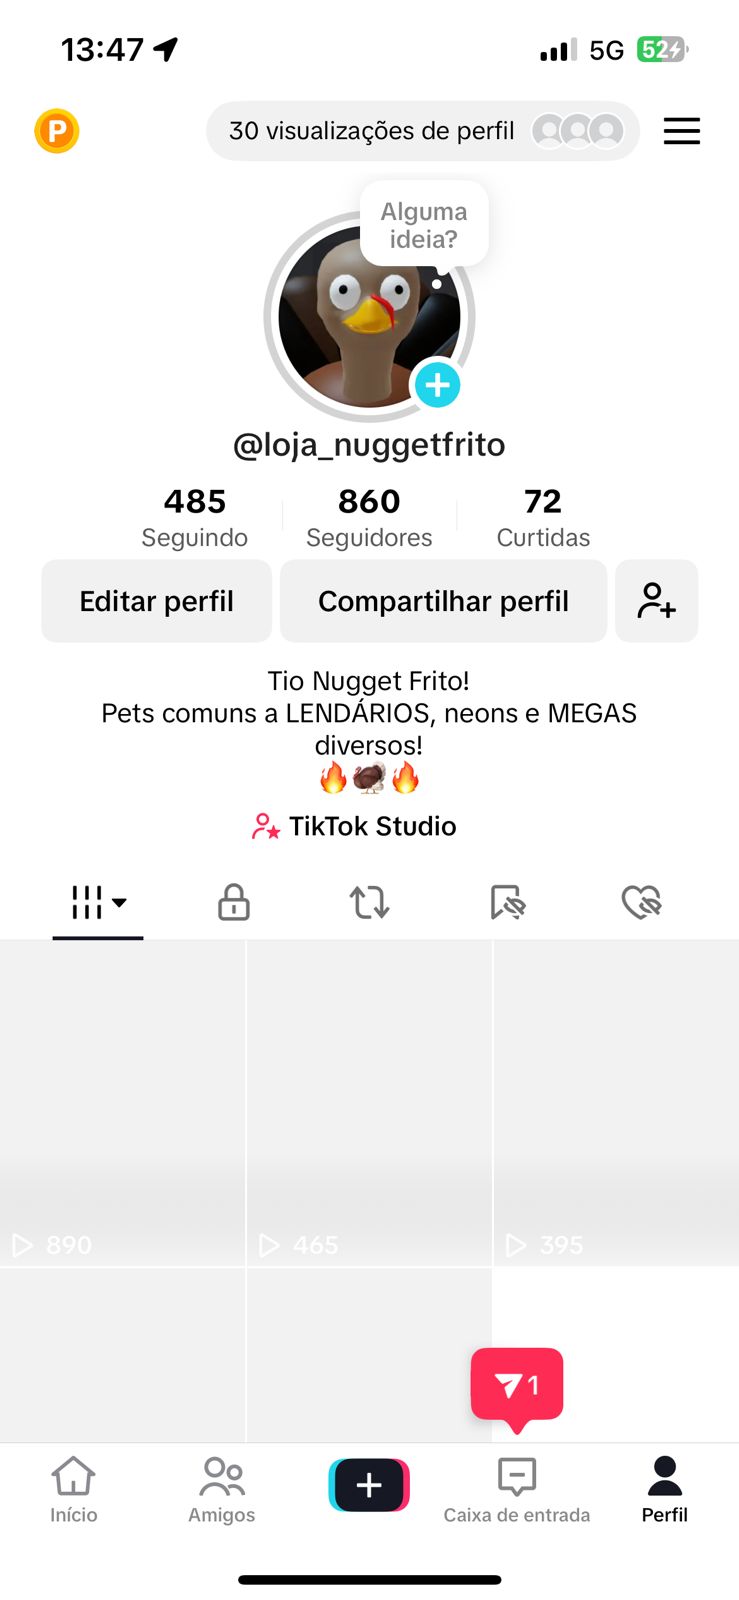 13:47
5G
52
P
30 visualizações de perfil
Alguma
ideia?
@loja_nuggetfrito
485
Seguindo
860
Seguidores
72
Curtidas
Editar perfil
Compartilhar perfil
Tio Nugget Frito!
Pets comuns a LENDÁRIOS, neons e MEGAS
diversos!
🔥🦃🔥
TikTok Studio
890
465
395
1
Início
Amigos
Caixa de entrada
Perfil